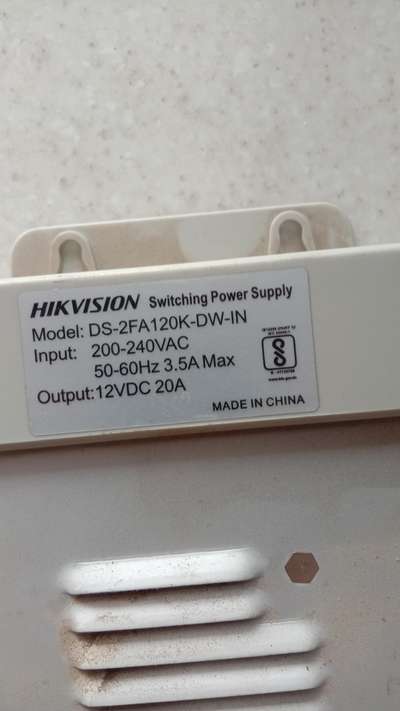 HIKVISION Switching Power Supply
Model: DS-2FA120K-DW-IN
Input: 200-240VAC
50-60Hz 3.5A Max
Output:12VDC 20A
MADE IN CHINA